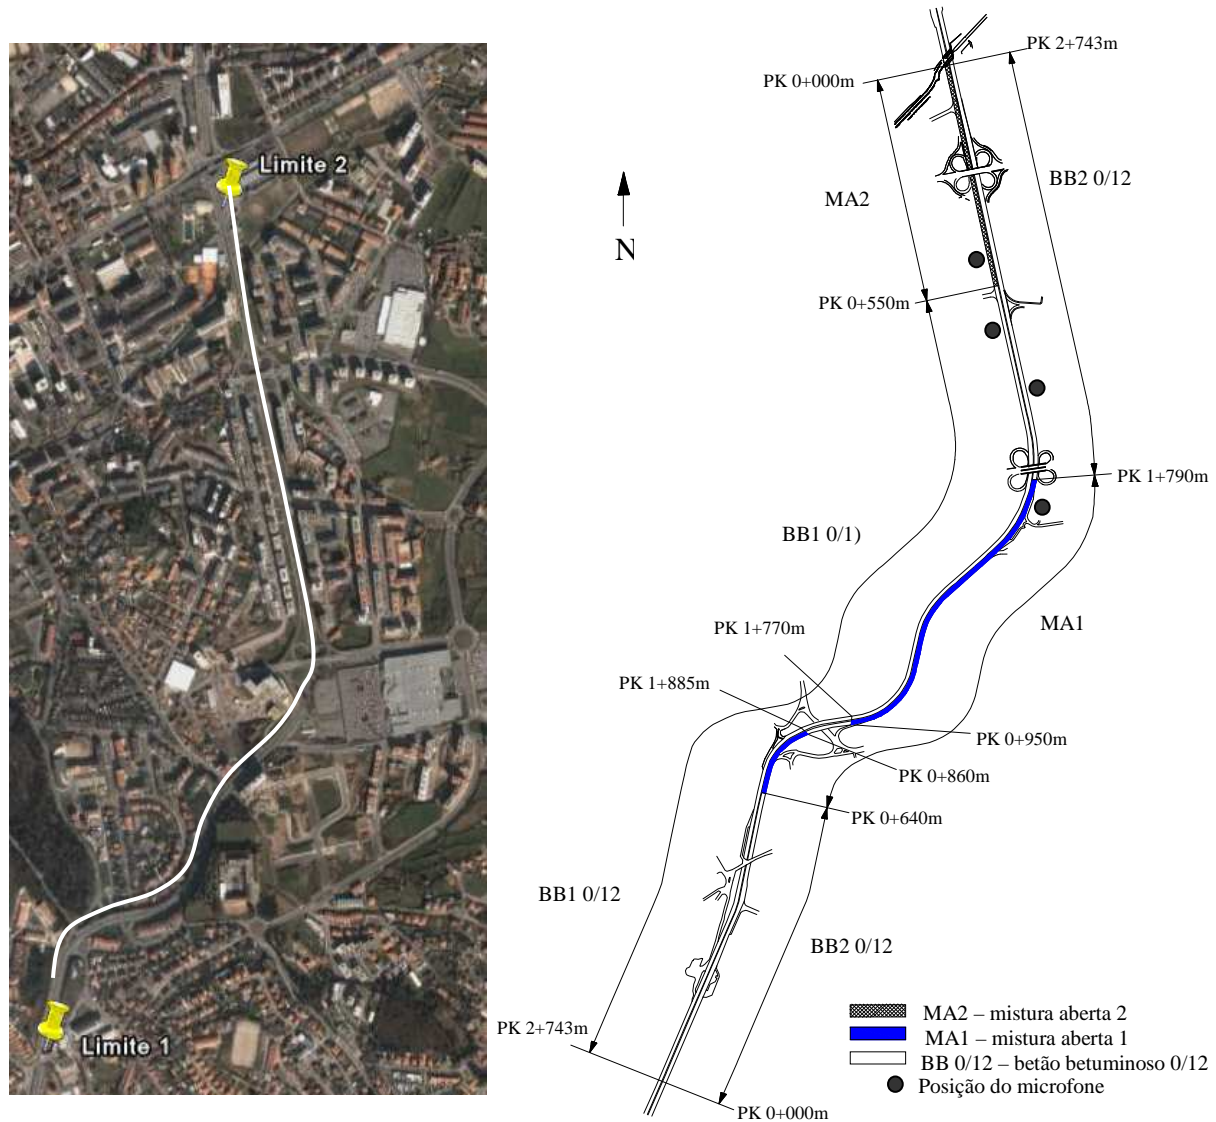 Limite 2
Limite 1
PK 2+743m
PK 0+000m
BB2 0/12
MA2
N
PK 0+550m
PK 1+790m
BB1 0/1)
MA1
PK 1+770m
PK 1+885m
PK 0+950m
PK 0+860m
PK 0+640m
BB1 0/12
BB2 0/12
PK 2+743m
PK 0+000m
MA2 – mistura aberta 2
MA1 – mistura aberta 1
BB 0/12 – betão betuminoso 0/12
Posição do microfone